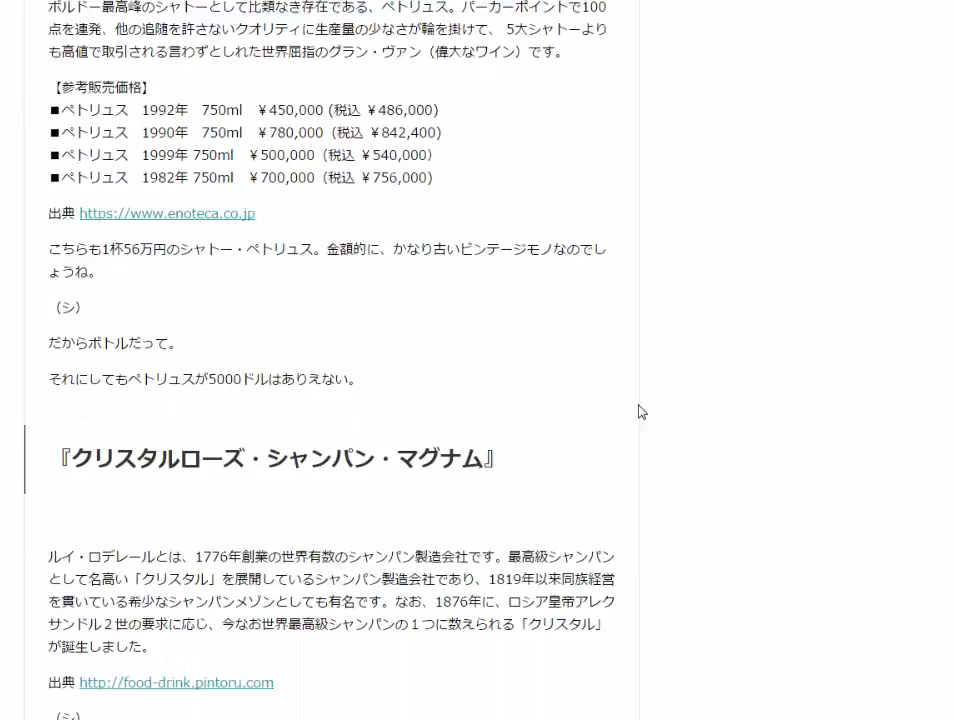 ボルドー最高峰のシャトーとして比類なき存在である、ペトリュス。パーカーポイントで100
点を連発、他の追随を許さないクオリティに生産量の少なさが輪を掛けて、 5大シャトーより
も高値で取引される言わずとしれた世界屈指のグラン・ヴァン（偉大なワイン）です。
【参考販売価格】
■ペトリュス　1992年　750ml　￥450,000 (税込 ￥486,000)
■ペトリュス　1990年　750ml　￥780,000（税込 ￥842,400)
■ペトリュス　1999年 750ml　￥500,000（税込 ￥540,000）
■ペトリュス　1982年 750ml　￥700,000（税込 ￥756,000)
出典 https://www.enoteca.co.jp
こちらも1杯56万円のシャトー・ペトリュス。金額的に、かなり古いビンテージモノなのでし
ょうね。
（シ）
だからボトルだって。
それにしてもペトリュスが5000ドルはありえない。
『クリスタルローズ・シャンパン・マグナム』
ルイ・ロデレールとは、1776年創業の世界有数のシャンパン製造会社です。最高級シャンパン
として名高い「クリスタル」を展開しているシャンパン製造会社であり、1819年以来同族経営
を貫いている希少なシャンパンメゾンとしても有名です。なお、1876年に、ロシア皇帝アレク
サンドル２世の要求に応じ、今なお世界最高級シャンパンの１つに数えられる「クリスタル」
が誕生しました。
出典 http://food-drink.pintoru.com
（シ）